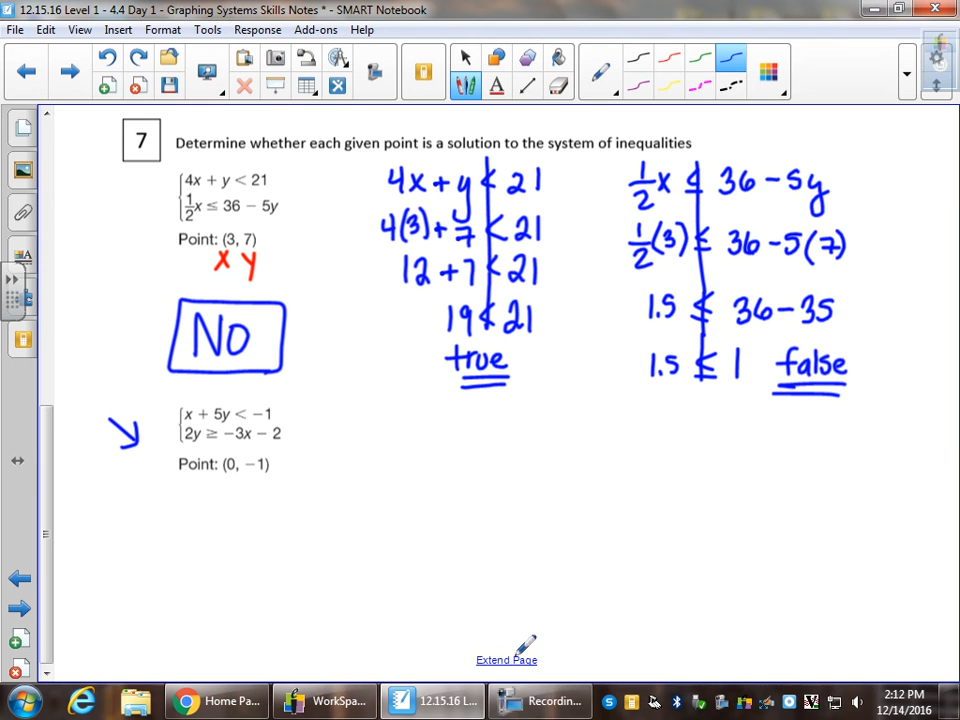 12.15.16 Level 1 - 4.4 Day 1 - Graphing Systems Skills Notes * - SMART Notebook
File Edit View Insert Format Tools Response Add-ons Help
7 Determine whether each given point is a solution to the system of inequalities
4x + y < 21
1/2x ≤ 36 − 5y
Point: (3, 7)
x y
NO
4x + y < 21
4(3) + 7 < 21
12 + 7 < 21
19 < 21
true
1/2x ≤ 36 − 5y
1/2(3) ≤ 36 − 5(7)
1.5 ≤ 36 − 35
1.5 ≤ 1 false
x + 5y < −1
2y ≥ −3x − 2
Point: (0, −1)
Extend Page
Home Pa... WorkSpa... 12.15.16 L... Recordin...
2:12 PM
12/14/2016